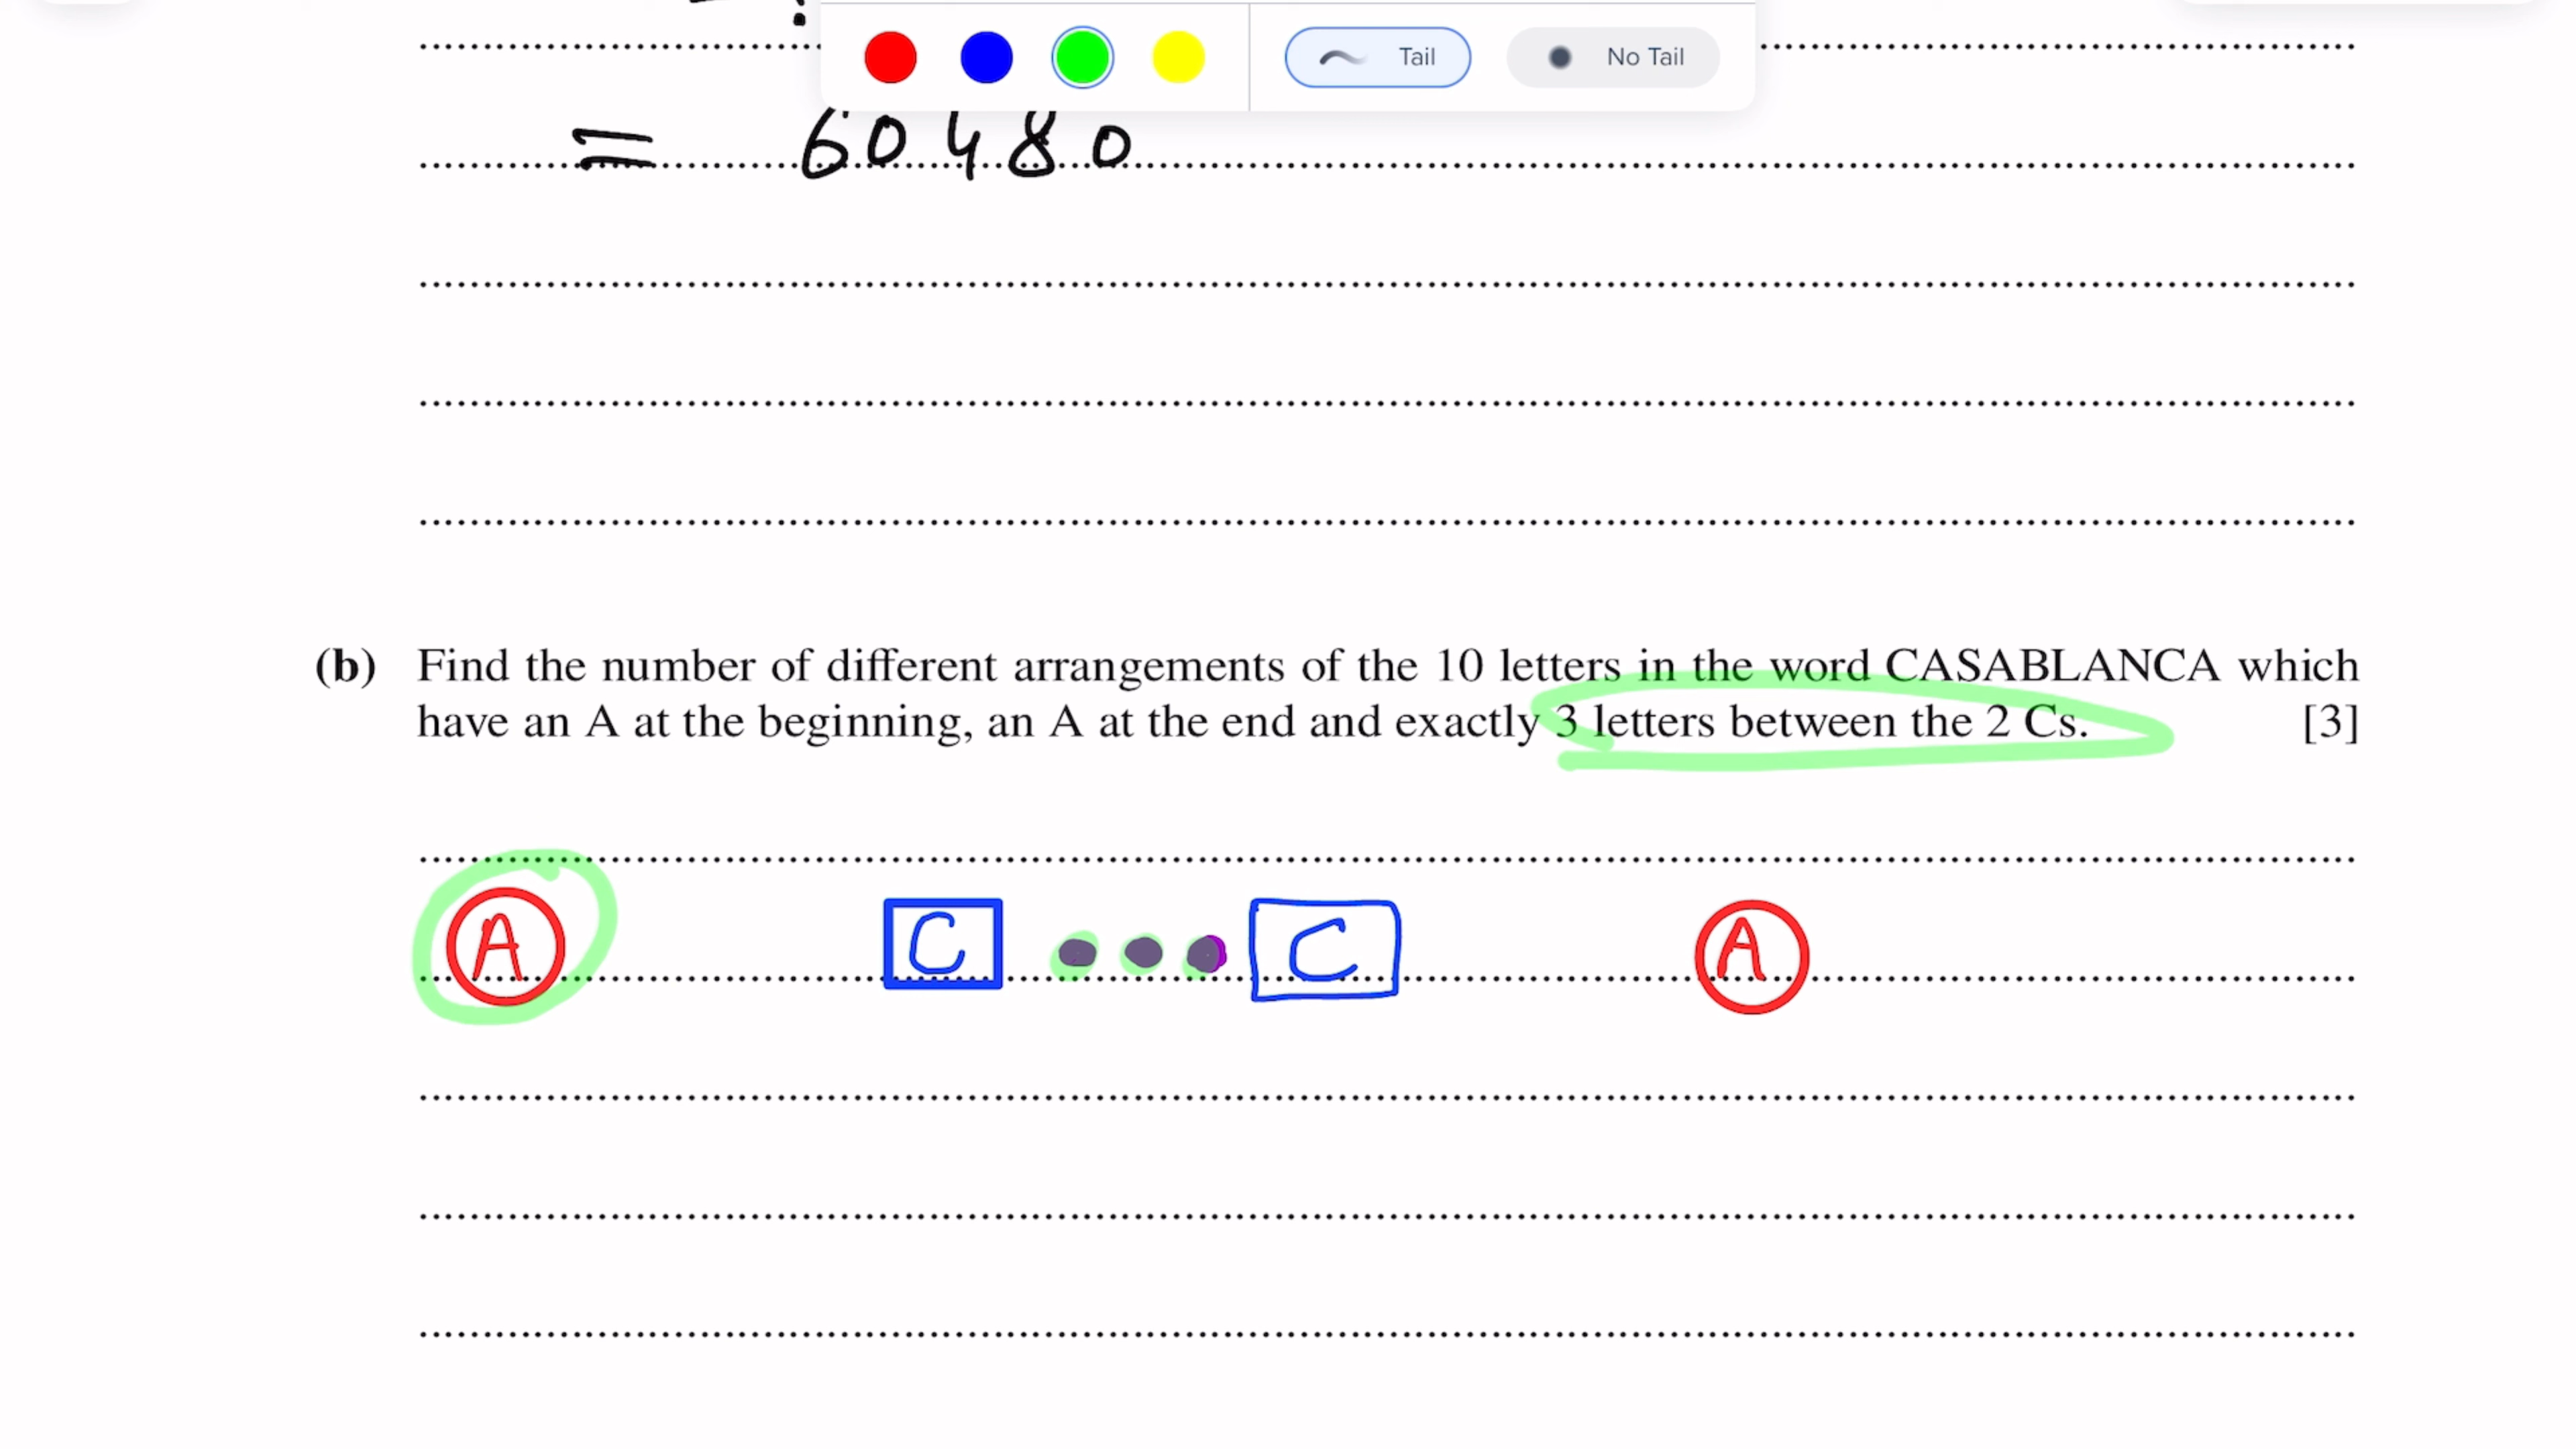 Tail No Tail
= 60480
(b) Find the number of different arrangements of the 10 letters in the word CASABLANCA which
have an A at the beginning, an A at the end and exactly 3 letters between the 2 Cs. [3]
A C C A